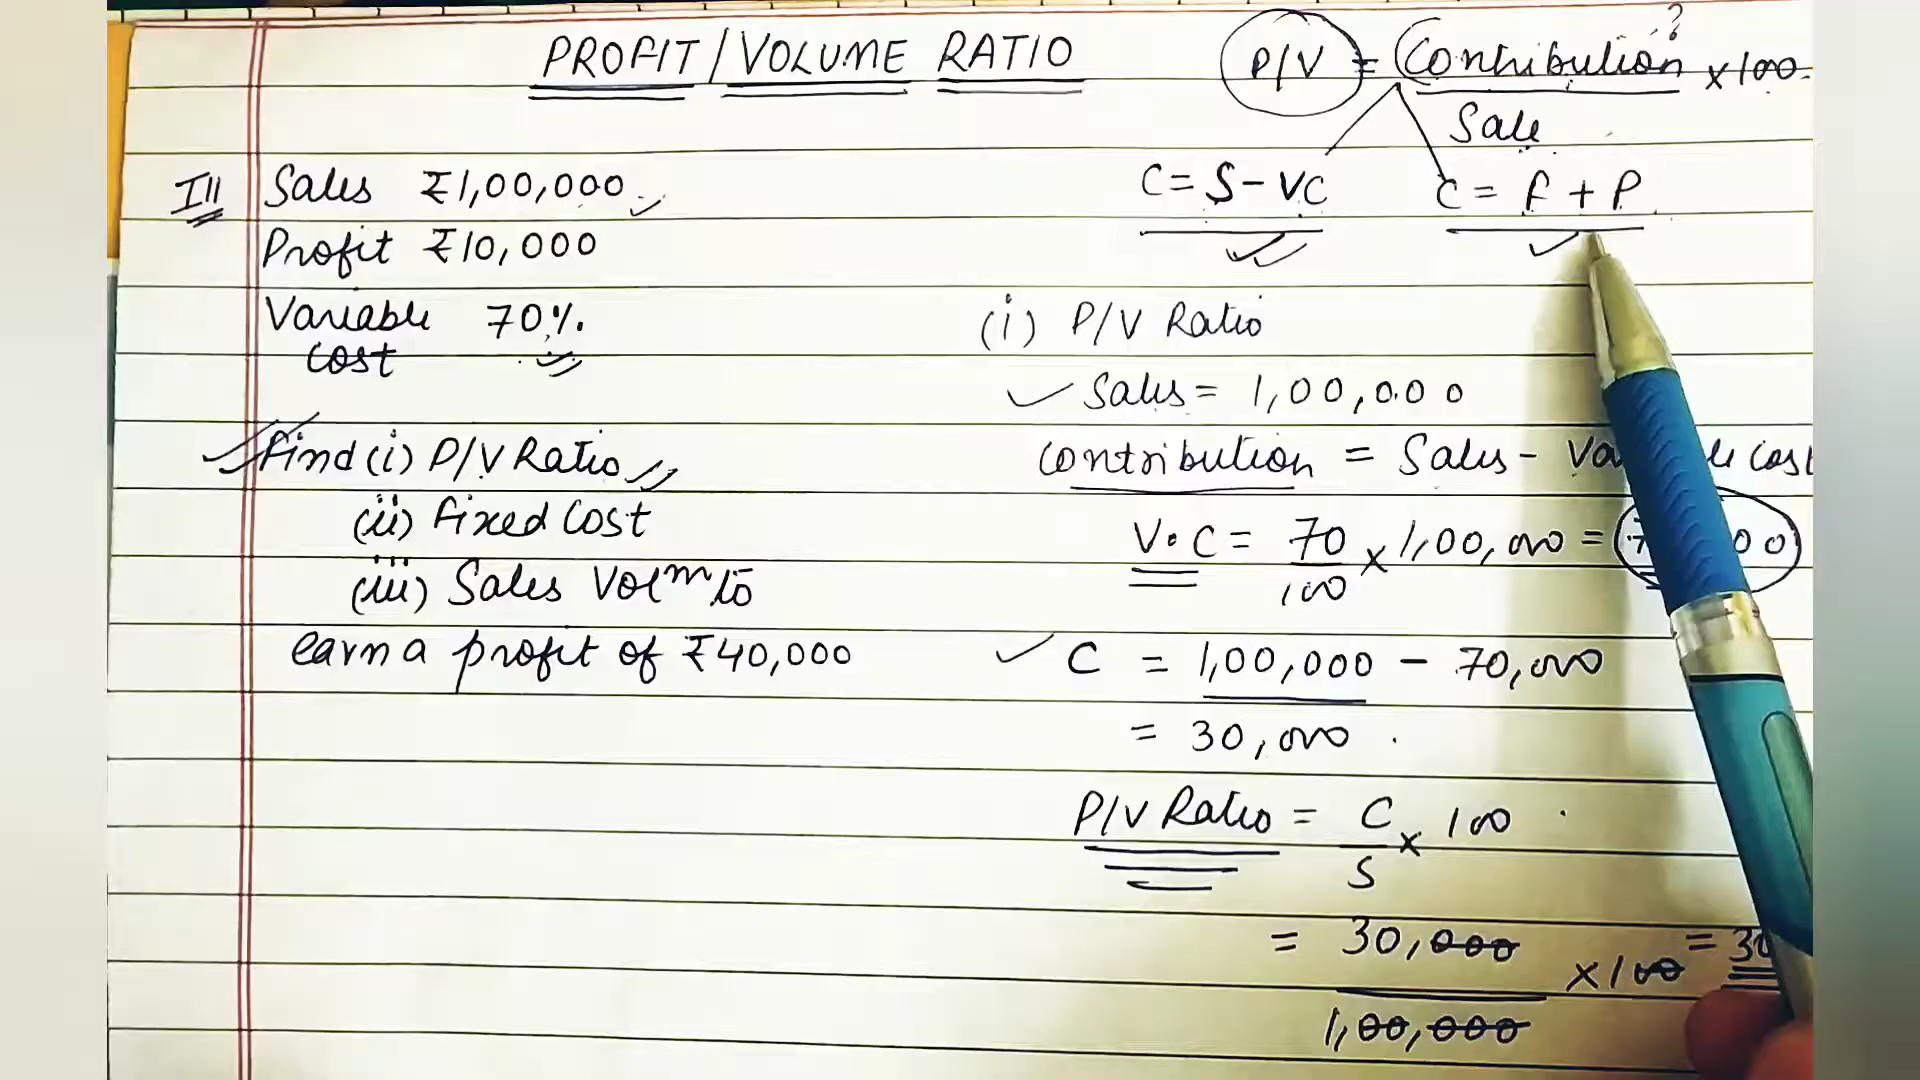 PROFIT/VOLUME RATIO
P/V = Contribution? x100
Sale
C = S - VC
C = F + P
Ill Sales ₹1,00,000
Profit ₹10,000
Variable 70%
cost
Find (i) P/V Ratio
(ii) Fixed Cost
(iii) Sales Volm to
earn a profit of ₹40,000
(i) P/V Ratio
Sales = 1,00,000
Contribution = Sales - cost
V.C = 70 x 1,00,000 =
100
C = 1,00,000 - 70,000
= 30,000
P/V Ratio = C x 100
S
= 30,000 x 100 = 30
1,00,000